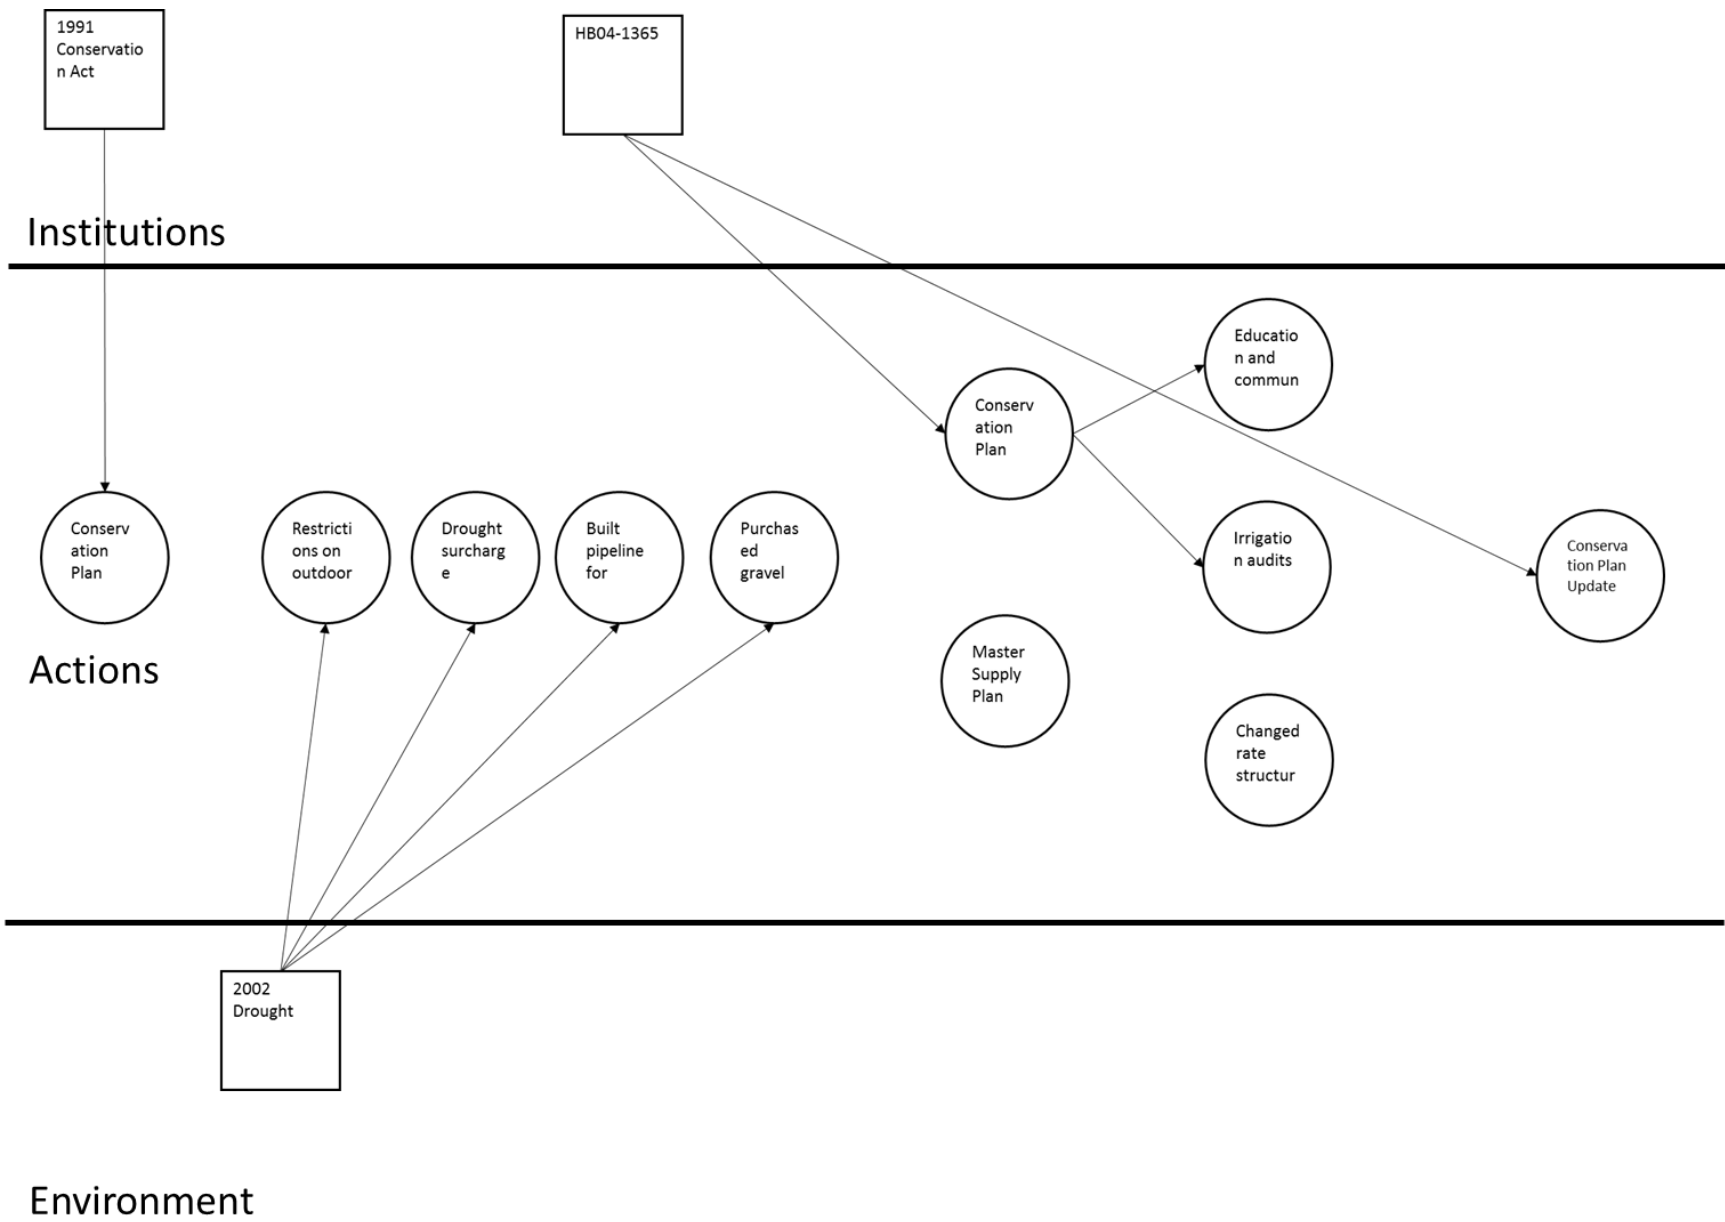 1991
Conservatio
n Act
HB04-1365
Institutions
Educatio
n and
commun
Conserv
ation
Plan
Conserv
ation
Plan
Restricti
ons on
outdoor
Drought
surcharg
e
Built
pipeline
for
Purchas
ed
gravel
Irrigatio
n audits
Conserva
tion Plan
Update
Actions
Master
Supply
Plan
Changed
rate
structur
2002
Drought
Environment